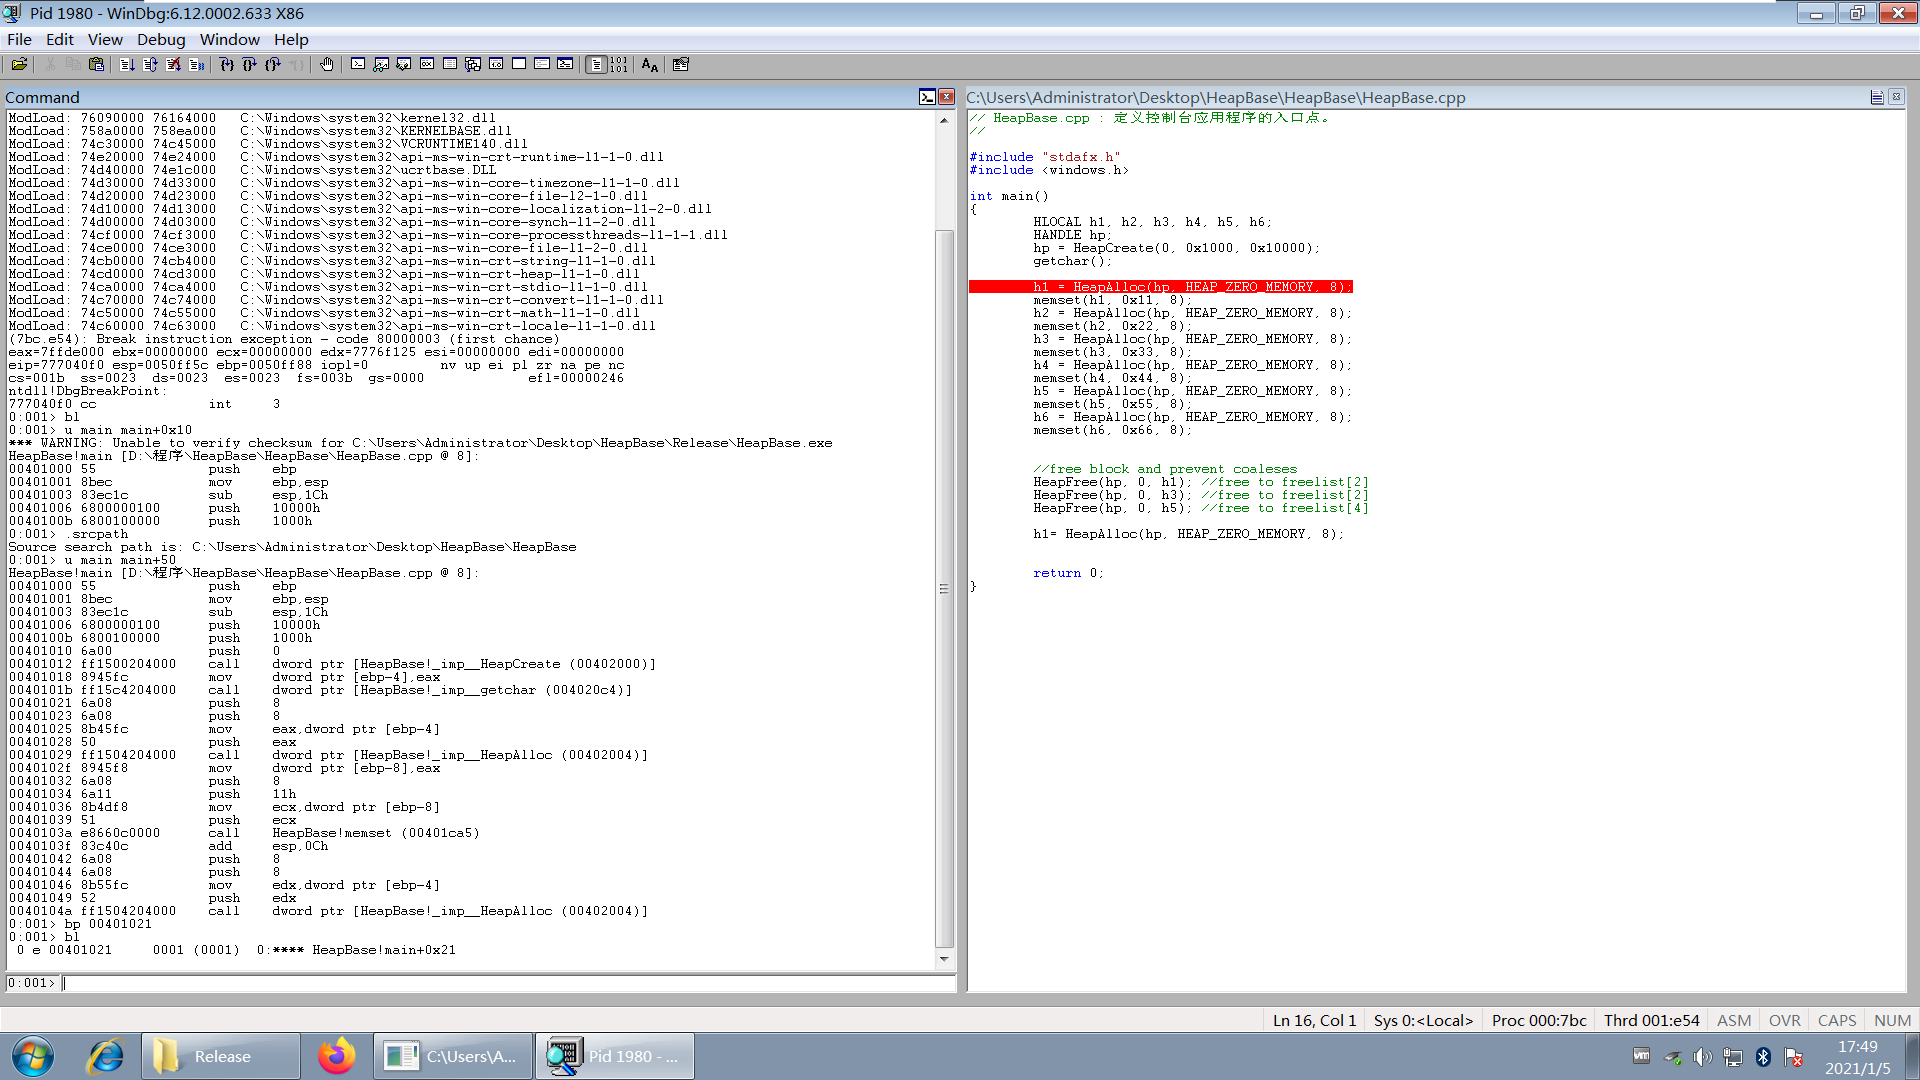 Pid 1980 - WinDbg:6.12.0002.633 X86
File Edit View Debug Window Help
Command
ModLoad: 76090000 76164000   C:\Windows\system32\kernel32.dll
ModLoad: 758a0000 758ea000   C:\Windows\system32\KERNELBASE.dll
ModLoad: 74c30000 74c45000   C:\Windows\system32\VCRUNTIME140.dll
ModLoad: 74e20000 74e24000   C:\Windows\system32\api-ms-win-crt-runtime-l1-1-0.dll
ModLoad: 74d40000 74e1c000   C:\Windows\system32\ucrtbase.DLL
ModLoad: 74d30000 74d33000   C:\Windows\system32\api-ms-win-core-timezone-l1-1-0.dll
ModLoad: 74d20000 74d23000   C:\Windows\system32\api-ms-win-core-file-l2-1-0.dll
ModLoad: 74d10000 74d13000   C:\Windows\system32\api-ms-win-core-localization-l1-2-0.dll
ModLoad: 74d00000 74d03000   C:\Windows\system32\api-ms-win-core-synch-l1-2-0.dll
ModLoad: 74cf0000 74cf3000   C:\Windows\system32\api-ms-win-core-processthreads-l1-1-1.dll
ModLoad: 74ce0000 74ce3000   C:\Windows\system32\api-ms-win-core-file-l1-2-0.dll
ModLoad: 74cb0000 74cb4000   C:\Windows\system32\api-ms-win-crt-string-l1-1-0.dll
ModLoad: 74cd0000 74cd3000   C:\Windows\system32\api-ms-win-crt-heap-l1-1-0.dll
ModLoad: 74ca0000 74ca4000   C:\Windows\system32\api-ms-win-crt-stdio-l1-1-0.dll
ModLoad: 74c70000 74c74000   C:\Windows\system32\api-ms-win-crt-convert-l1-1-0.dll
ModLoad: 74c50000 74c55000   C:\Windows\system32\api-ms-win-crt-math-l1-1-0.dll
ModLoad: 74c60000 74c63000   C:\Windows\system32\api-ms-win-crt-locale-l1-1-0.dll
(7bc.e54): Break instruction exception - code 80000003 (first chance)
eax=7ffde000 ebx=00000000 ecx=00000000 edx=7776f125 esi=00000000 edi=00000000
eip=777040f0 esp=0050ff5c ebp=0050ff88 iopl=0         nv up ei pl zr na pe nc
cs=001b  ss=0023  ds=0023  es=0023  fs=003b  gs=0000             efl=00000246
ntdll!DbgBreakPoint:
777040f0 cc              int     3
0:001> bl
0:001> u main main+0x10
*** WARNING: Unable to verify checksum for C:\Users\Administrator\Desktop\HeapBase\Release\HeapBase.exe
HeapBase!main [D:\程序\HeapBase\HeapBase\HeapBase.cpp @ 8]:
00401000 55              push    ebp
00401001 8bec            mov     ebp,esp
00401003 83ec1c          sub     esp,1Ch
00401006 6800000100      push    10000h
0040100b 6800100000      push    1000h
0:001> .srcpath
Source search path is: C:\Users\Administrator\Desktop\HeapBase\HeapBase
0:001> u main main+50
HeapBase!main [D:\程序\HeapBase\HeapBase\HeapBase.cpp @ 8]:
00401000 55              push    ebp
00401001 8bec            mov     ebp,esp
00401003 83ec1c          sub     esp,1Ch
00401006 6800000100      push    10000h
0040100b 6800100000      push    1000h
00401010 6a00            push    0
00401012 ff1500204000    call    dword ptr [HeapBase!_imp__HeapCreate (00402000)]
00401018 8945fc          mov     dword ptr [ebp-4],eax
0040101b ff15c4204000    call    dword ptr [HeapBase!_imp__getchar (004020c4)]
00401021 6a08            push    8
00401023 6a08            push    8
00401025 8b45fc          mov     eax,dword ptr [ebp-4]
00401028 50              push    eax
00401029 ff1504204000    call    dword ptr [HeapBase!_imp__HeapAlloc (00402004)]
0040102f 8945f8          mov     dword ptr [ebp-8],eax
00401032 6a08            push    8
00401034 6a11            push    11h
00401036 8b4df8          mov     ecx,dword ptr [ebp-8]
00401039 51              push    ecx
0040103a e8660c0000      call    HeapBase!memset (00401ca5)
0040103f 83c40c          add     esp,0Ch
00401042 6a08            push    8
00401044 6a08            push    8
00401046 8b55fc          mov     edx,dword ptr [ebp-4]
00401049 52              push    edx
0040104a ff1504204000    call    dword ptr [HeapBase!_imp__HeapAlloc (00402004)]
0:001> bp 00401021
0:001> bl
 0 e 00401021     0001 (0001)  0:**** HeapBase!main+0x21
0:001>
C:\Users\Administrator\Desktop\HeapBase\HeapBase\HeapBase.cpp
// HeapBase.cpp : 定义控制台应用程序的入口点。
//
#include "stdafx.h"
#include <windows.h>
int main()
{
HLOCAL h1, h2, h3, h4, h5, h6;
HANDLE hp;
hp = HeapCreate(0, 0x1000, 0x10000);
getchar();
h1 = HeapAlloc(hp, HEAP_ZERO_MEMORY, 8);
memset(h1, 0x11, 8);
h2 = HeapAlloc(hp, HEAP_ZERO_MEMORY, 8);
memset(h2, 0x22, 8);
h3 = HeapAlloc(hp, HEAP_ZERO_MEMORY, 8);
memset(h3, 0x33, 8);
h4 = HeapAlloc(hp, HEAP_ZERO_MEMORY, 8);
memset(h4, 0x44, 8);
h5 = HeapAlloc(hp, HEAP_ZERO_MEMORY, 8);
memset(h5, 0x55, 8);
h6 = HeapAlloc(hp, HEAP_ZERO_MEMORY, 8);
memset(h6, 0x66, 8);
//free block and prevent coaleses
HeapFree(hp, 0, h1); //free to freelist[2]
HeapFree(hp, 0, h3); //free to freelist[2]
HeapFree(hp, 0, h5); //free to freelist[4]
h1= HeapAlloc(hp, HEAP_ZERO_MEMORY, 8);
return 0;
}
Ln 16, Col 1 Sys 0:<Local> Proc 000:7bc Thrd 001:e54 ASM OVR CAPS NUM
Release
C:\Users\A...
Pid 1980 - ...
17:49
2021/1/5